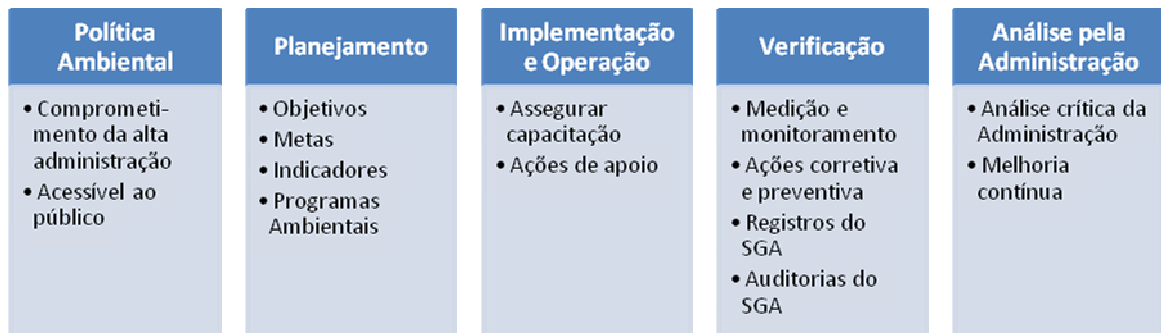 Política
Ambiental
• Comprometi-
mento da alta
administração
• Acessível ao
público
Planejamento
• Objetivos
• Metas
• Indicadores
• Programas
Ambientais
Implementação
e Operação
• Assegurar
capacitação
• Ações de apoio
Verificação
• Medição e
monitoramento
• Ações corretiva
e preventiva
• Registros do
SGA
• Auditorias do
SGA
Análise pela
Administração
• Análise crítica da
Administração
• Melhoria
contínua